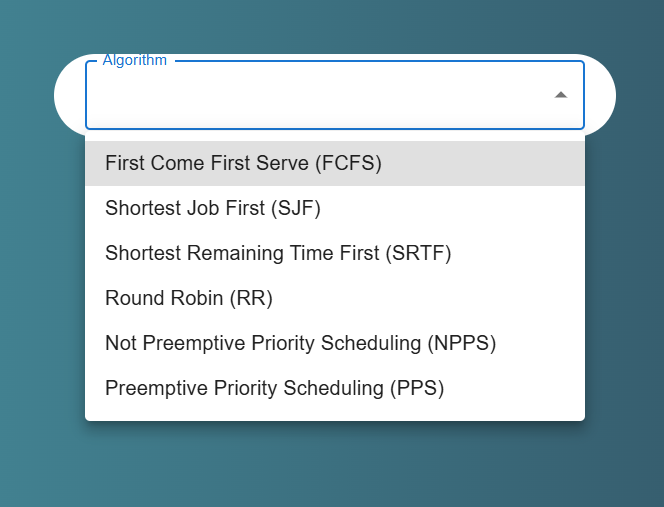 Algorithm
First Come First Serve (FCFS)
Shortest Job First (SJF)
Shortest Remaining Time First (SRTF)
Round Robin (RR)
Not Preemptive Priority Scheduling (NPPS)
Preemptive Priority Scheduling (PPS)